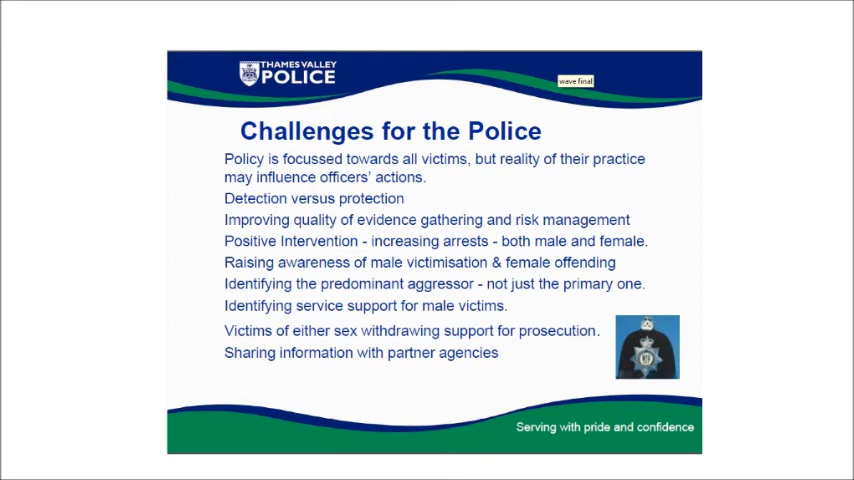 THAMES VALLEY
POLICE
wave final
Challenges for the Police
Policy is focussed towards all victims, but reality of their practice
may influence officers' actions.
Detection versus protection
Improving quality of evidence gathering and risk management
Positive Intervention - increasing arrests - both male and female.
Raising awareness of male victimisation & female offending
Identifying the predominant aggressor - not just the primary one.
Identifying service support for male victims.
Victims of either sex withdrawing support for prosecution.
Sharing information with partner agencies
Serving with pride and confidence